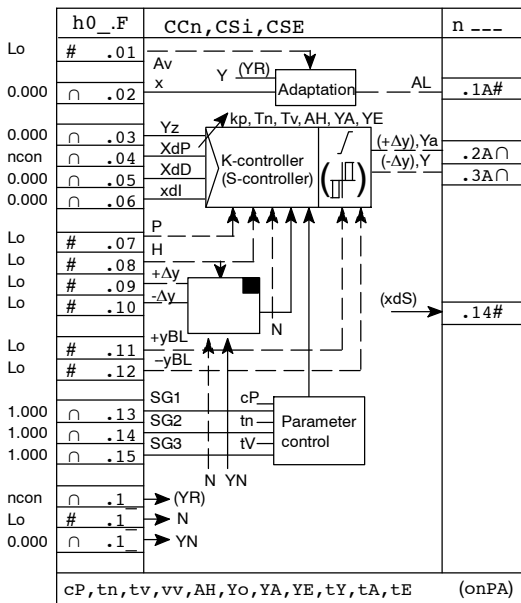 h0_.F CCn,CSi,CSE n ---
Lo # .01 Av
Y (YR) Adaptation AL .1A#
0.000 ∩ .02 x
kp, Tn, Tv, AH, YA, YE
0.000 ∩ .03 Yz
ncon ∩ .04 XdP K-controller (+Δy),Ya .2A∩
0.000 ∩ .05 XdD (S-controller) (-Δy),Y .3A∩
0.000 ∩ .06 xdI
Lo # .07 P
Lo # .08 H
Lo # .09 +Δy
Lo # .10 -Δy N (xdS) .14#
Lo # .11 +yBL
Lo # .12 −yBL
1.000 ∩ .13 SG1 cP
1.000 ∩ .14 SG2 tn Parameter
1.000 ∩ .15 SG3 tV control
N YN
ncon ∩ .1_ (YR)
Lo # .1_ N
0.000 ∩ .1_ YN
cP,tn,tv,vv,AH,Yo,YA,YE,tY,tA,tE (onPA)